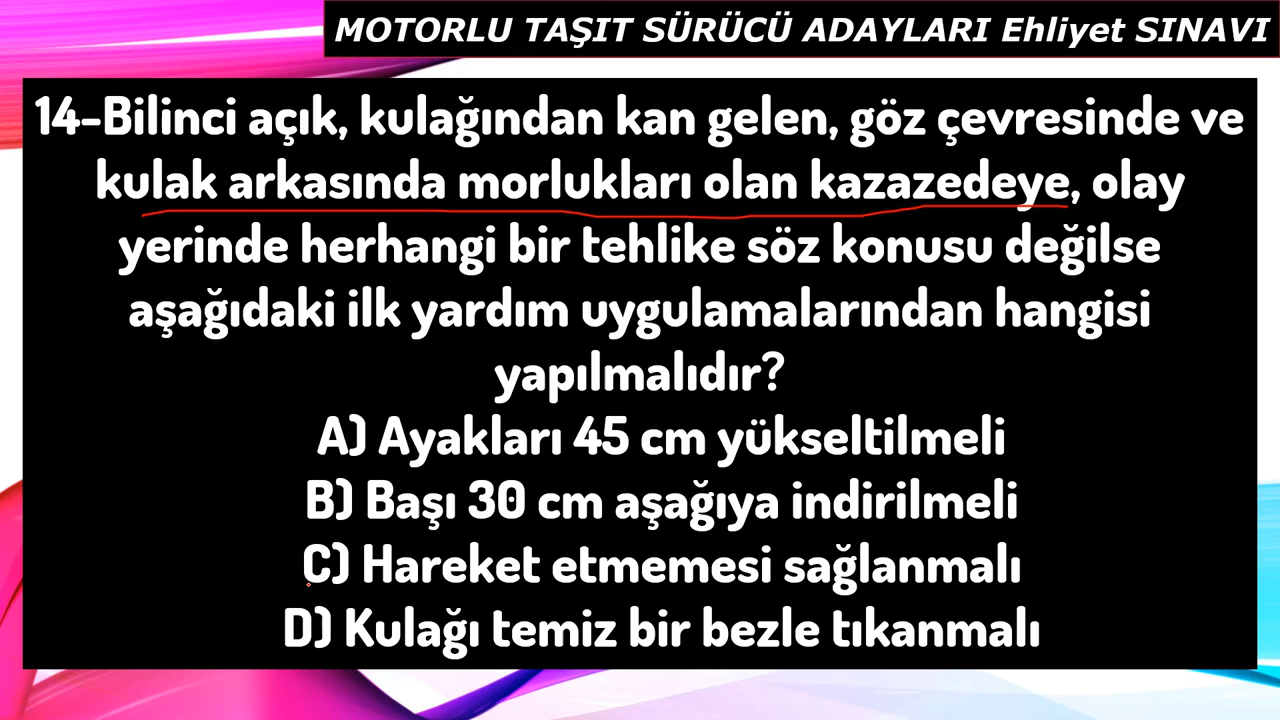 MOTORLU TAŞIT SÜRÜCÜ ADAYLARI Ehliyet SINAVI
14-Bilinci açık, kulağından kan gelen, göz çevresinde ve
kulak arkasında morlukları olan kazazedeye, olay
yerinde herhangi bir tehlike söz konusu değilse
aşağıdaki ilk yardım uygulamalarından hangisi
yapılmalıdır?
A) Ayakları 45 cm yükseltilmeli
B) Başı 30 cm aşağıya indirilmeli
C) Hareket etmemesi sağlanmalı
D) Kulağı temiz bir bezle tıkanmalı